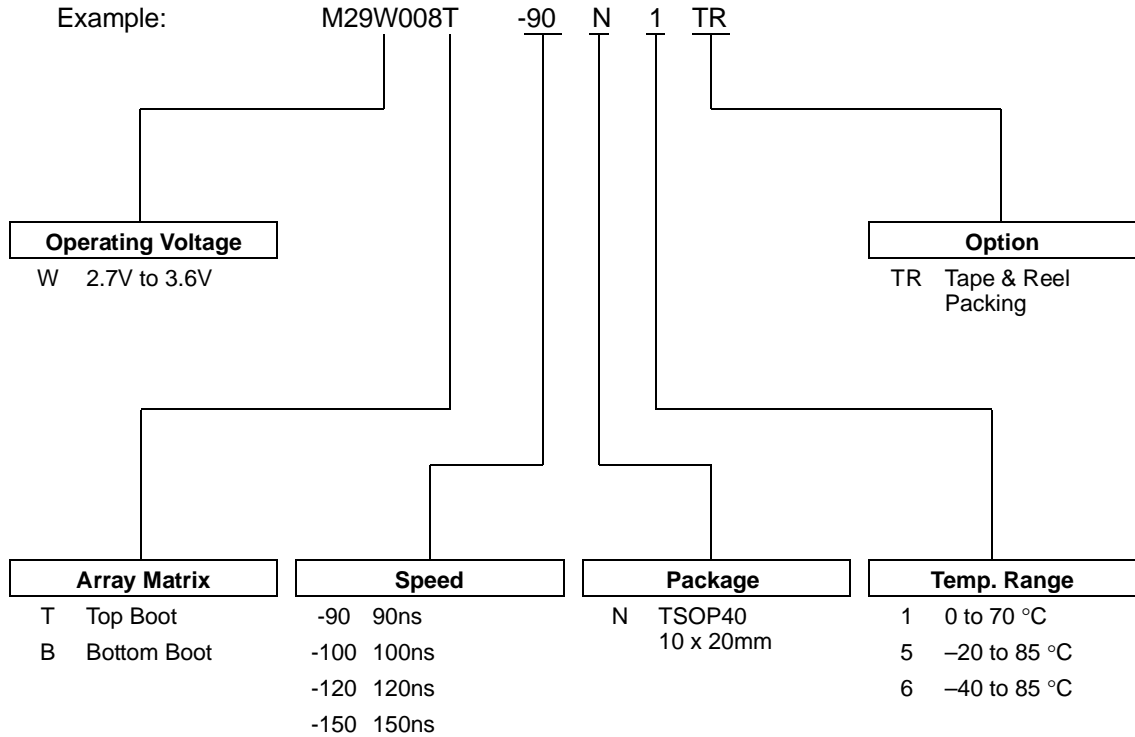 Example: M29W008T -90 N 1 TR
Operating Voltage
W 2.7V to 3.6V
Option
TR Tape & Reel
Packing
Array Matrix
T Top Boot
B Bottom Boot
Speed
-90 90ns
-100 100ns
-120 120ns
-150 150ns
Package
N TSOP40
10 x 20mm
Temp. Range
1 0 to 70 °C
5 –20 to 85 °C
6 –40 to 85 °C